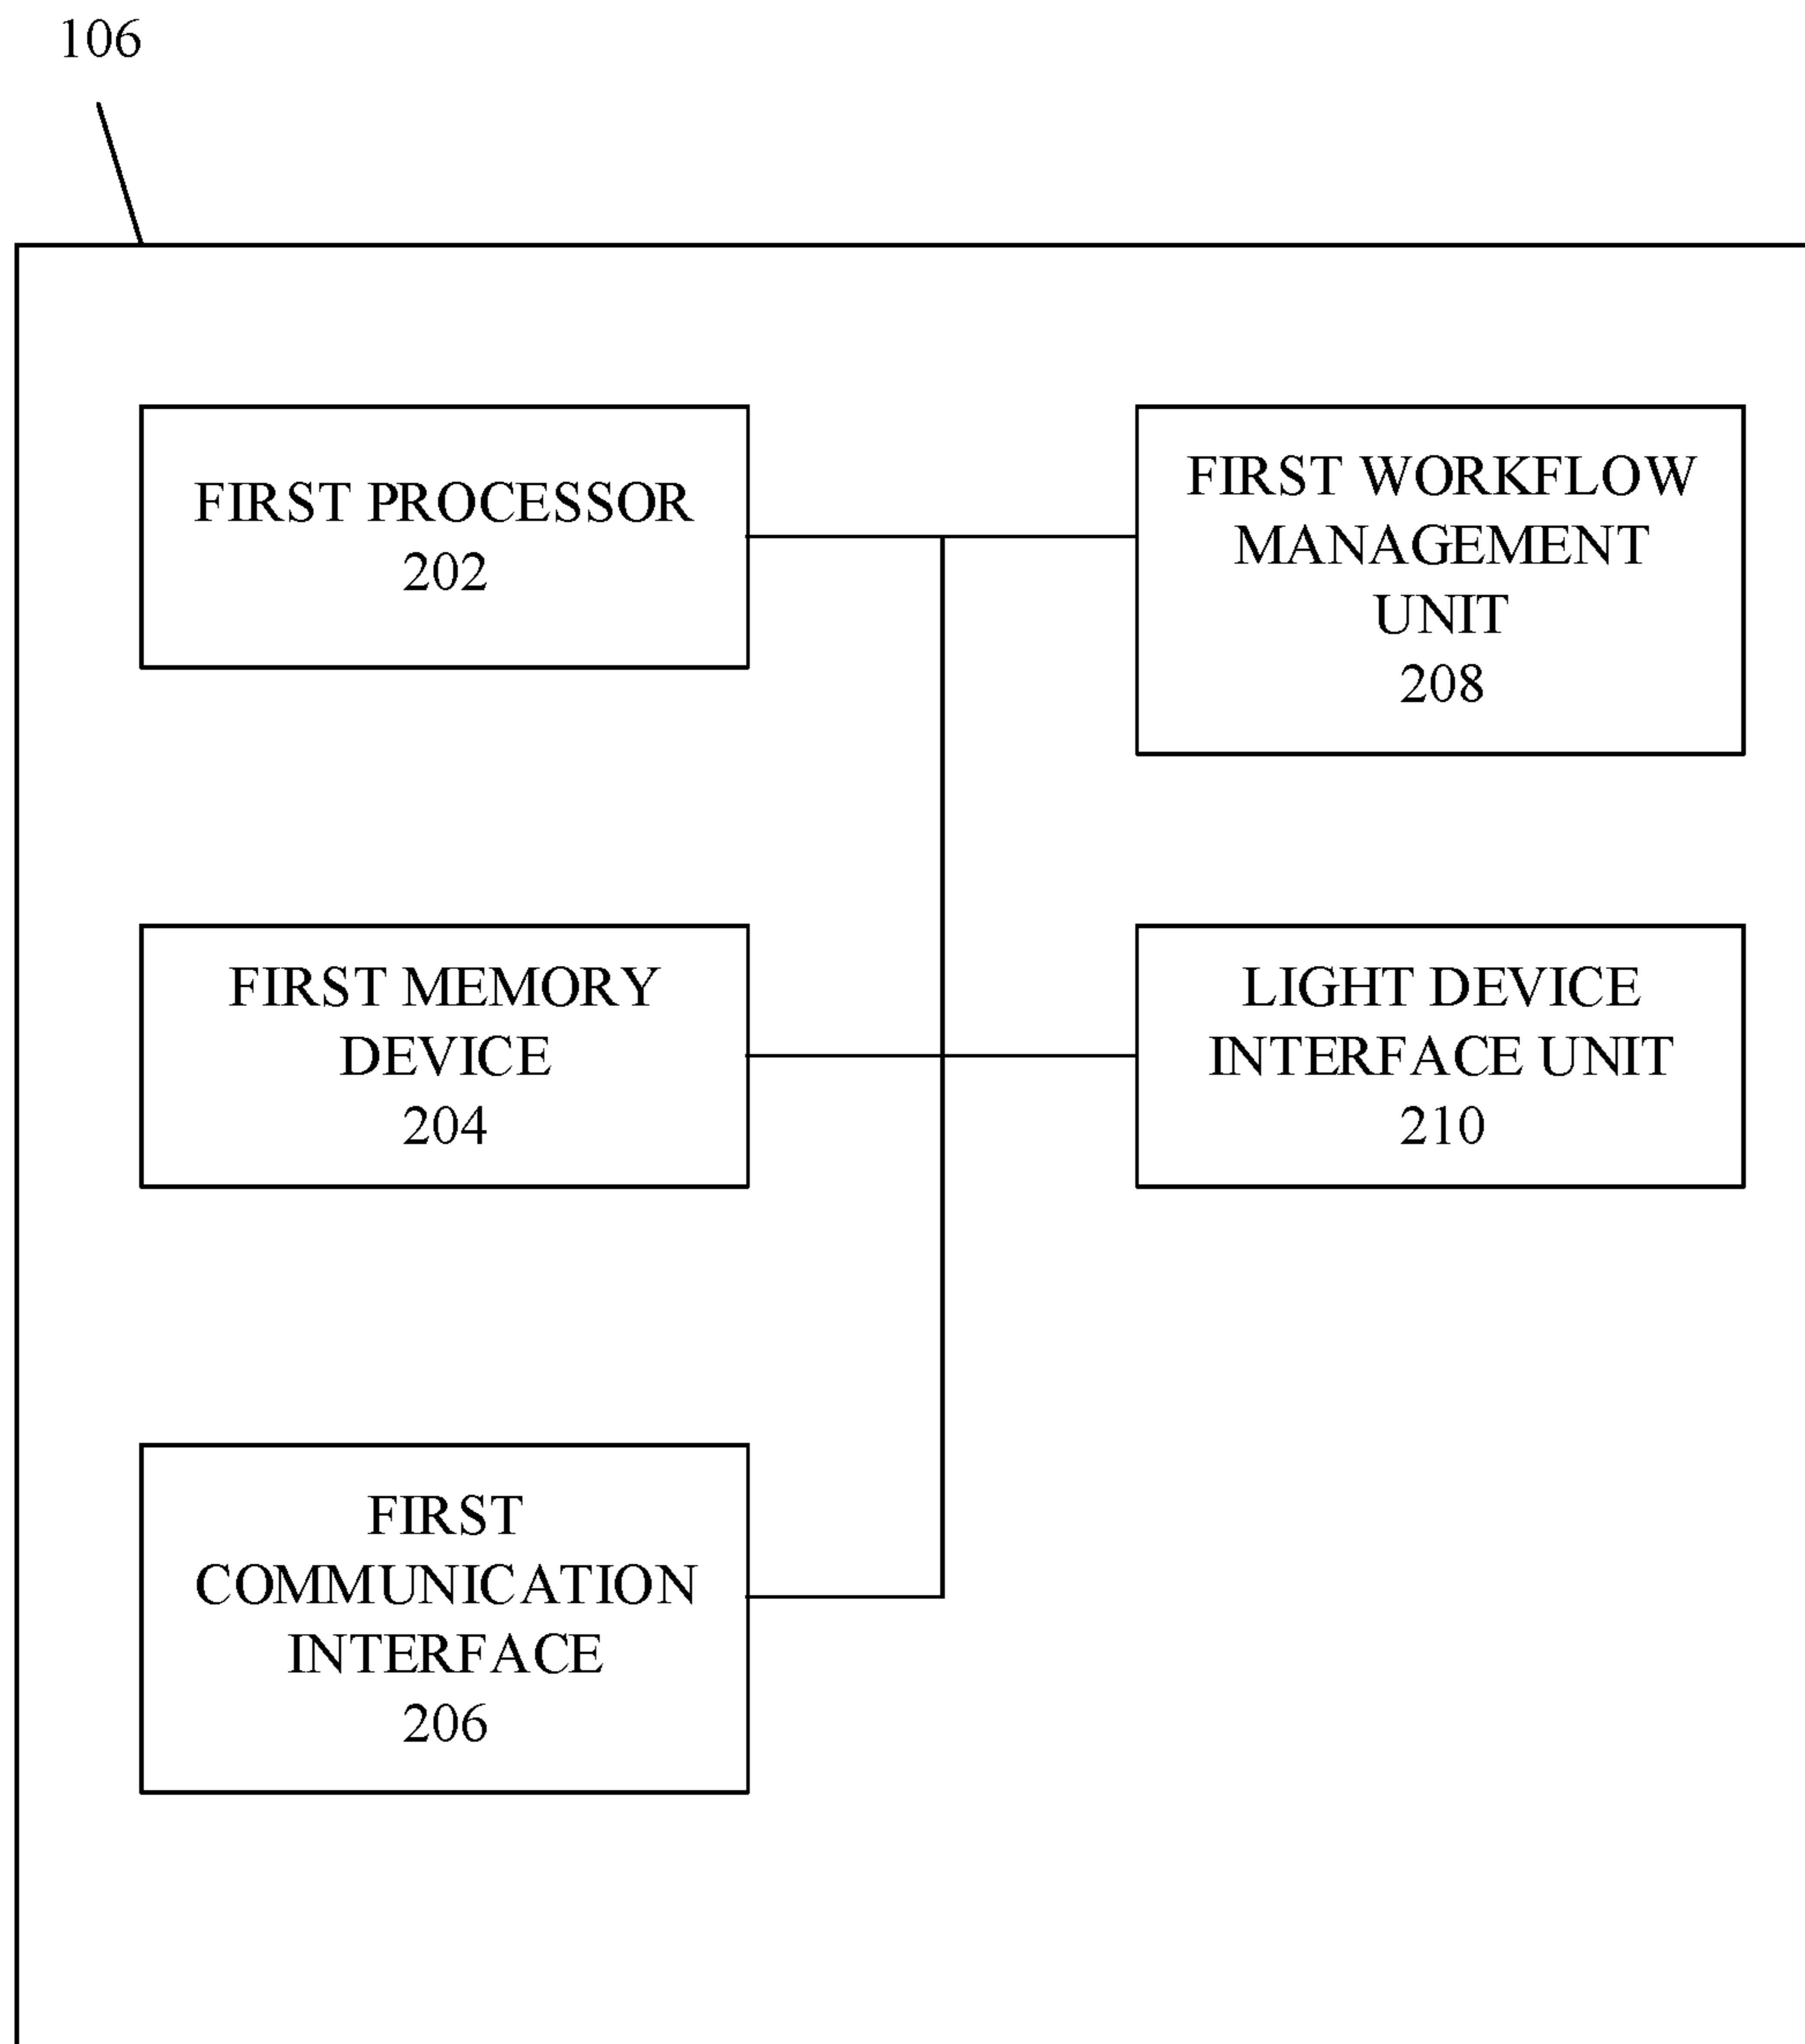 106
FIRST PROCESSOR
202
FIRST WORKFLOW
MANAGEMENT
UNIT
208
FIRST MEMORY
DEVICE
204
LIGHT DEVICE
INTERFACE UNIT
210
FIRST
COMMUNICATION
INTERFACE
206